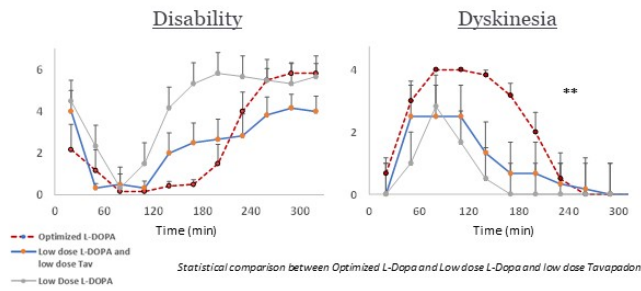 Disability
Dyskinesia
6
4
2
0
0 60 120 180 240 300
Time (min)
4
2
0
0 60 120 180 240 300
Time (min)
**
Optimized L-DOPA
Low dose L-DOPA and
low dose Tav
Low Dose L-DOPA
Statistical comparison between Optimized L-Dopa and Low dose L-Dopa and low dose Tavapadon